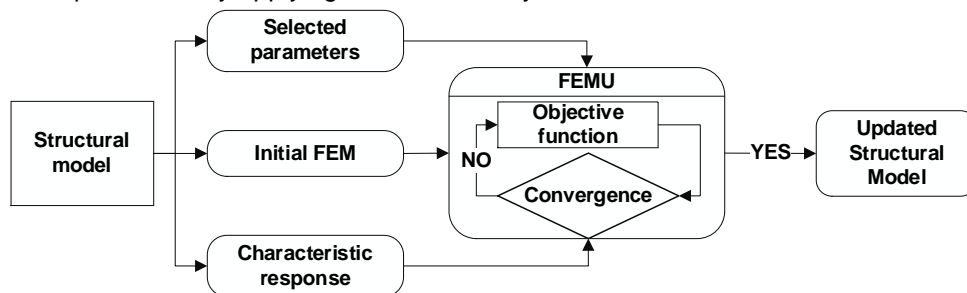 Selected
parameters
FEMU
Structural
model
Initial FEM
Objective
function
NO
Convergence
YES
Updated
Structural
Model
Characteristic
response